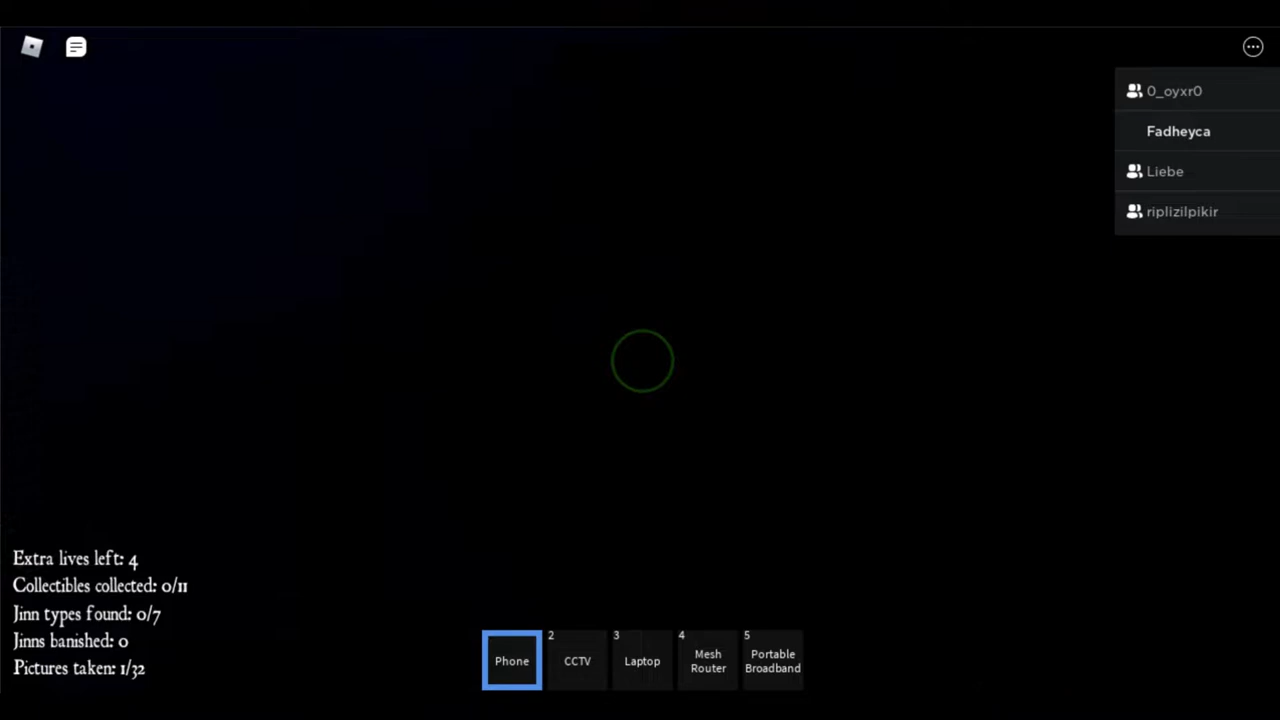 0_oyxr0
Fadheyca
Liebe
riplizilpikir
Extra lives left: 4
Collectibles collected: 0/11
Jinn types found: 0/7
Jinns banished: 0
Pictures taken: 1/32
Phone
2
CCTV
3
Laptop
4
Mesh
Router
5
Portable
Broadband